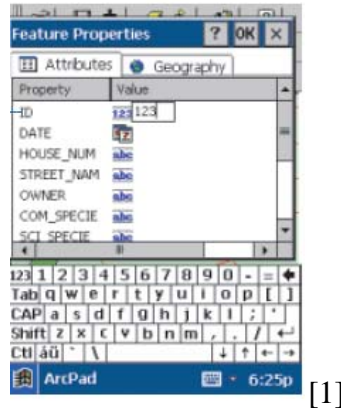 Feature Properties ? OK ×
Attributes Geography
Property Value
ID 123 123
DATE
HOUSE_NUM abc
STREET_NAM abc
OWNER abc
COM_SPECIE abc
SCI_SPECIE abc
123 1 2 3 4 5 6 7 8 9 0 - =
Tab q w e r t y u i o p [ ]
CAP a s d f g h j k l ; '
Shift z x c v b n m , . /
Ctl áü ` \
ArcPad 6:25p
[1]